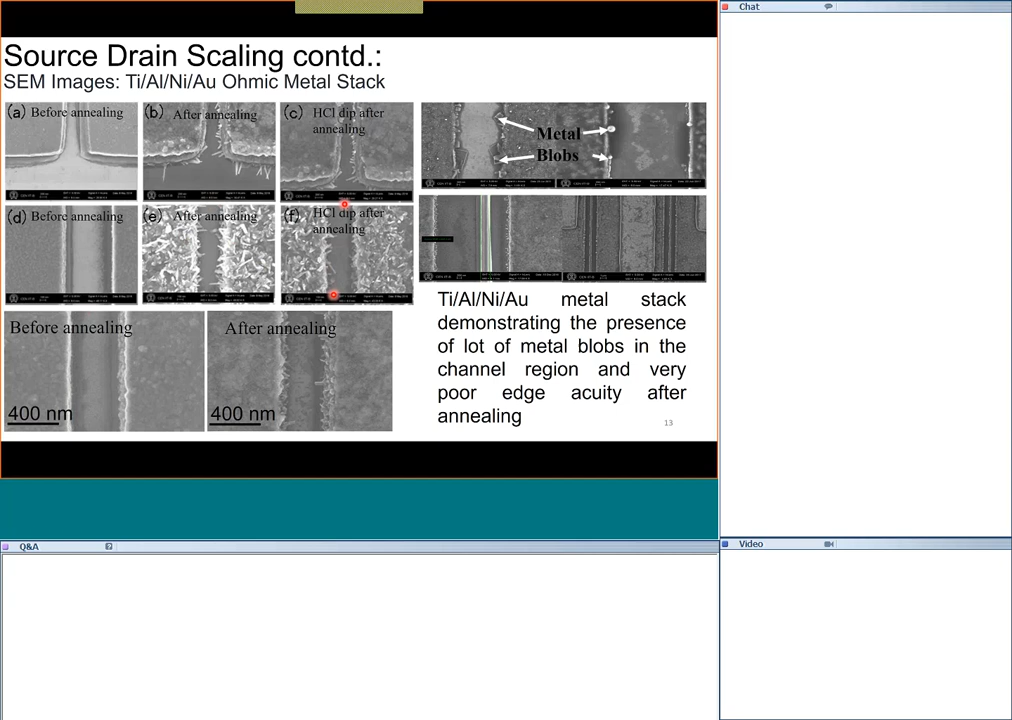 Chat
Source Drain Scaling contd.:
SEM Images: Ti/Al/Ni/Au Ohmic Metal Stack
(a) Before annealing
(b) After annealing
(c) HCl dip after
annealing
Metal
Blobs
(d) Before annealing
(e) After annealing
(f) HCl dip after
annealing
Before annealing
400 nm
After annealing
400 nm
Ti/Al/Ni/Au metal stack
demonstrating the presence
of lot of metal blobs in the
channel region and very
poor edge acuity after
annealing
13
Q&A
Video